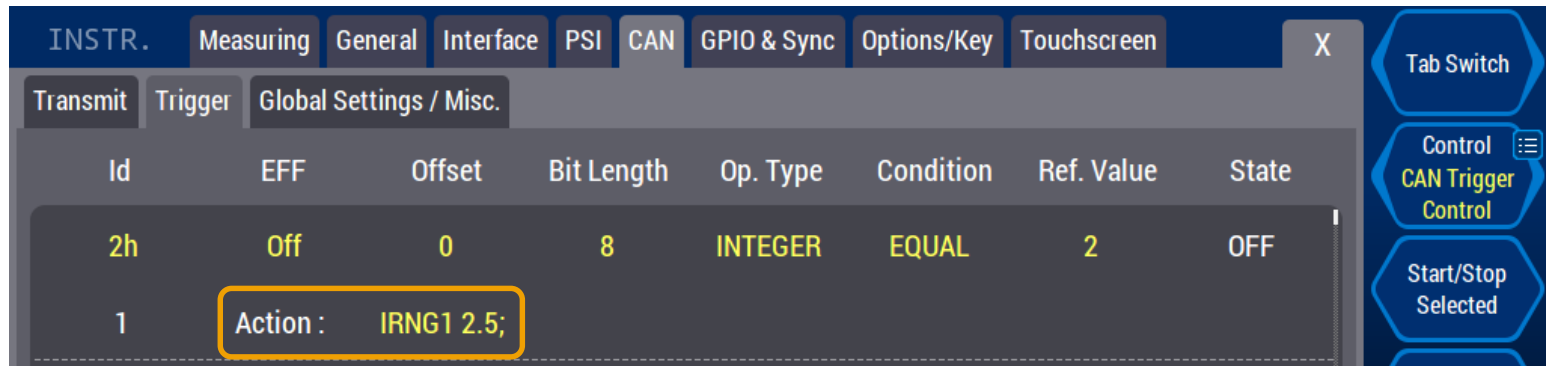 INSTR. Measuring General Interface PSI CAN GPIO & Sync Options/Key Touchscreen X
Transmit Trigger Global Settings / Misc.
Id EFF Offset Bit Length Op. Type Condition Ref. Value State
2h Off 0 8 INTEGER EQUAL 2 OFF
1 Action : IRNG1 2.5;
Tab Switch
Control
CAN Trigger
Control
Start/Stop
Selected